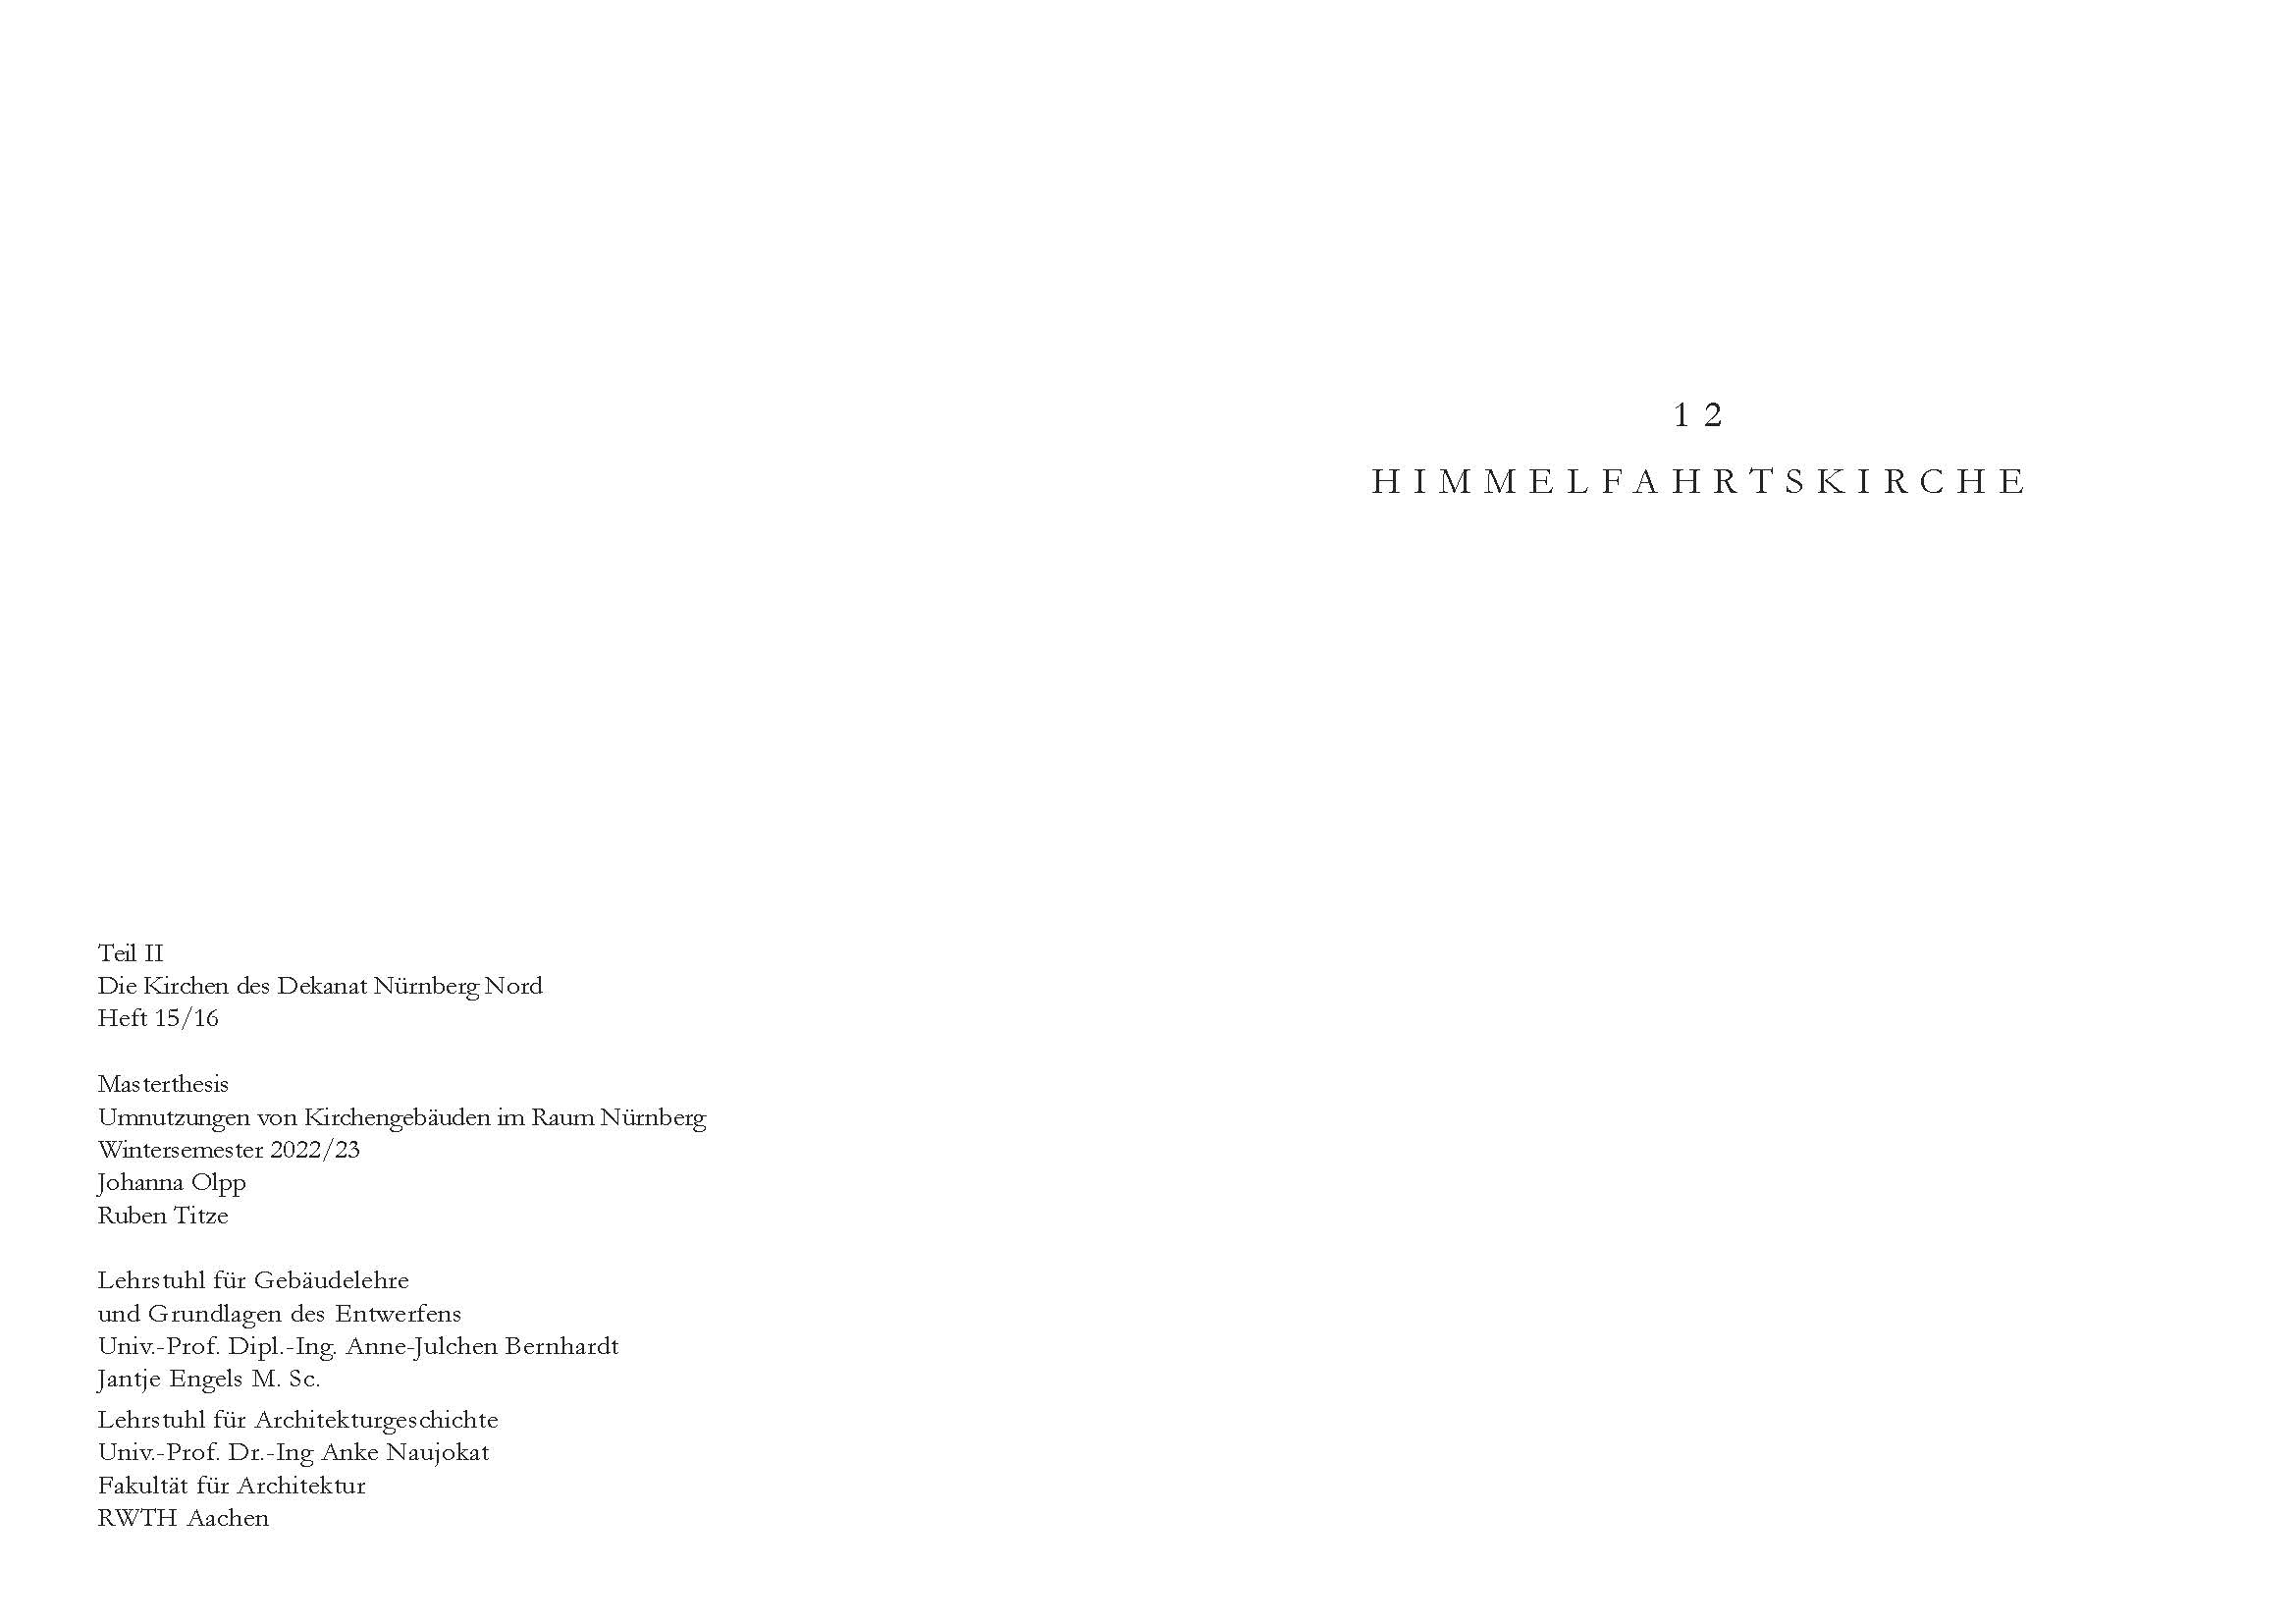 Teil II
Die Kirchen des Dekanat Nürnberg Nord
Heft 15/16
Masterthesis
Umnutzungen von Kirchengebäuden im Raum Nürnberg
Wintersemester 2022/23
Johanna Olpp
Ruben Titze
Lehrstuhl für Gebäudelehre
und Grundlagen des Entwerfens
Univ.-Prof. Dipl.-Ing. Anne-Julchen Bernhardt
Jantje Engels M. Sc.
Lehrstuhl für Architekturgeschichte
Univ.-Prof. Dr.-Ing Anke Naujokat
Fakultät für Architektur
RWTH Aachen
12
HIMMELFAHRTSKIRCHE